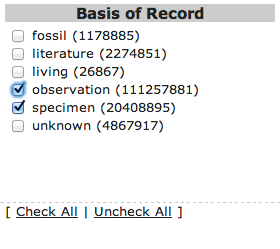 Basis of Record
fossil (1178885)
literature (2274851)
living (26867)
observation (111257881)
specimen (20408895)
unknown (4867917)
[ Check All | Uncheck All ]